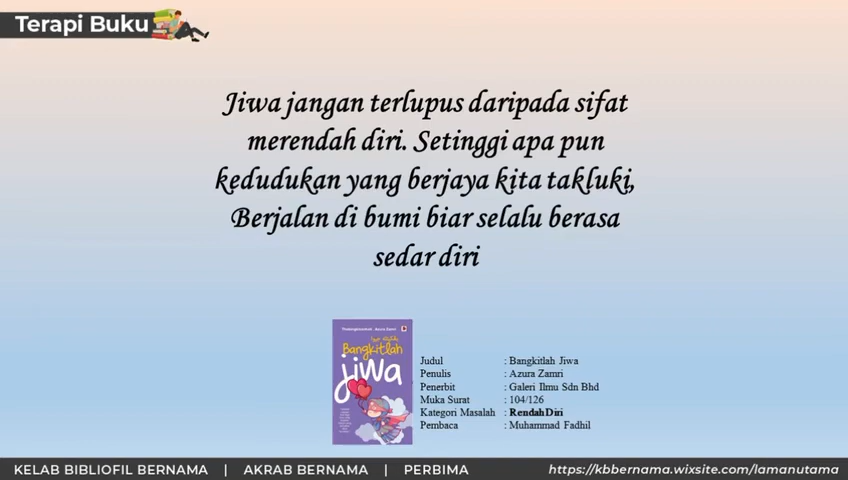 Terapi Buku
Jiwa jangan terlupus daripada sifat
merendah diri. Setinggi apa pun
kedudukan yang berjaya kita takluki,
Berjalan di bumi biar selalu berasa
sedar diri
Bangkitlah
jiwa
Judul : Bangkitlah Jiwa
Penulis : Azura Zamri
Penerbit : Galeri Ilmu Sdn Bhd
Muka Surat : 104/126
Kategori Masalah : Rendah Diri
Pembaca : Muhammad Fadhil
KELAB BIBLIOFIL BERNAMA | AKRAB BERNAMA | PERBIMA https://kbbernama.wixsite.com/lamanutama